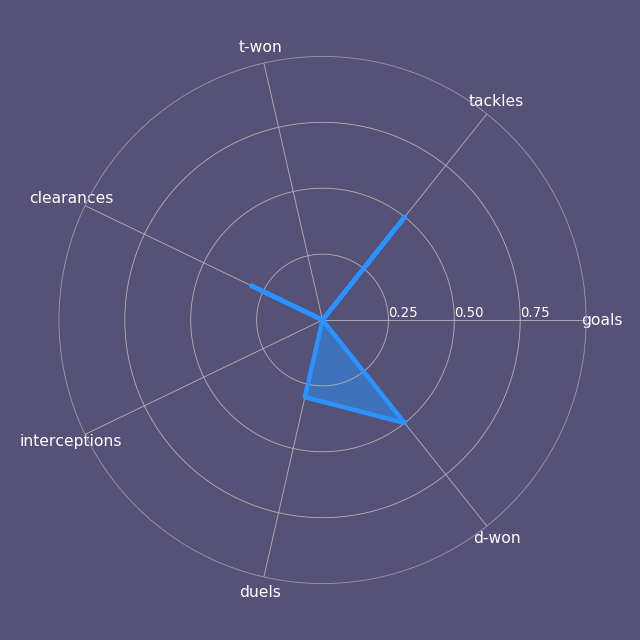 t-won
tackles
clearances
0.25 0.50 0.75 goals
interceptions
d-won
duels